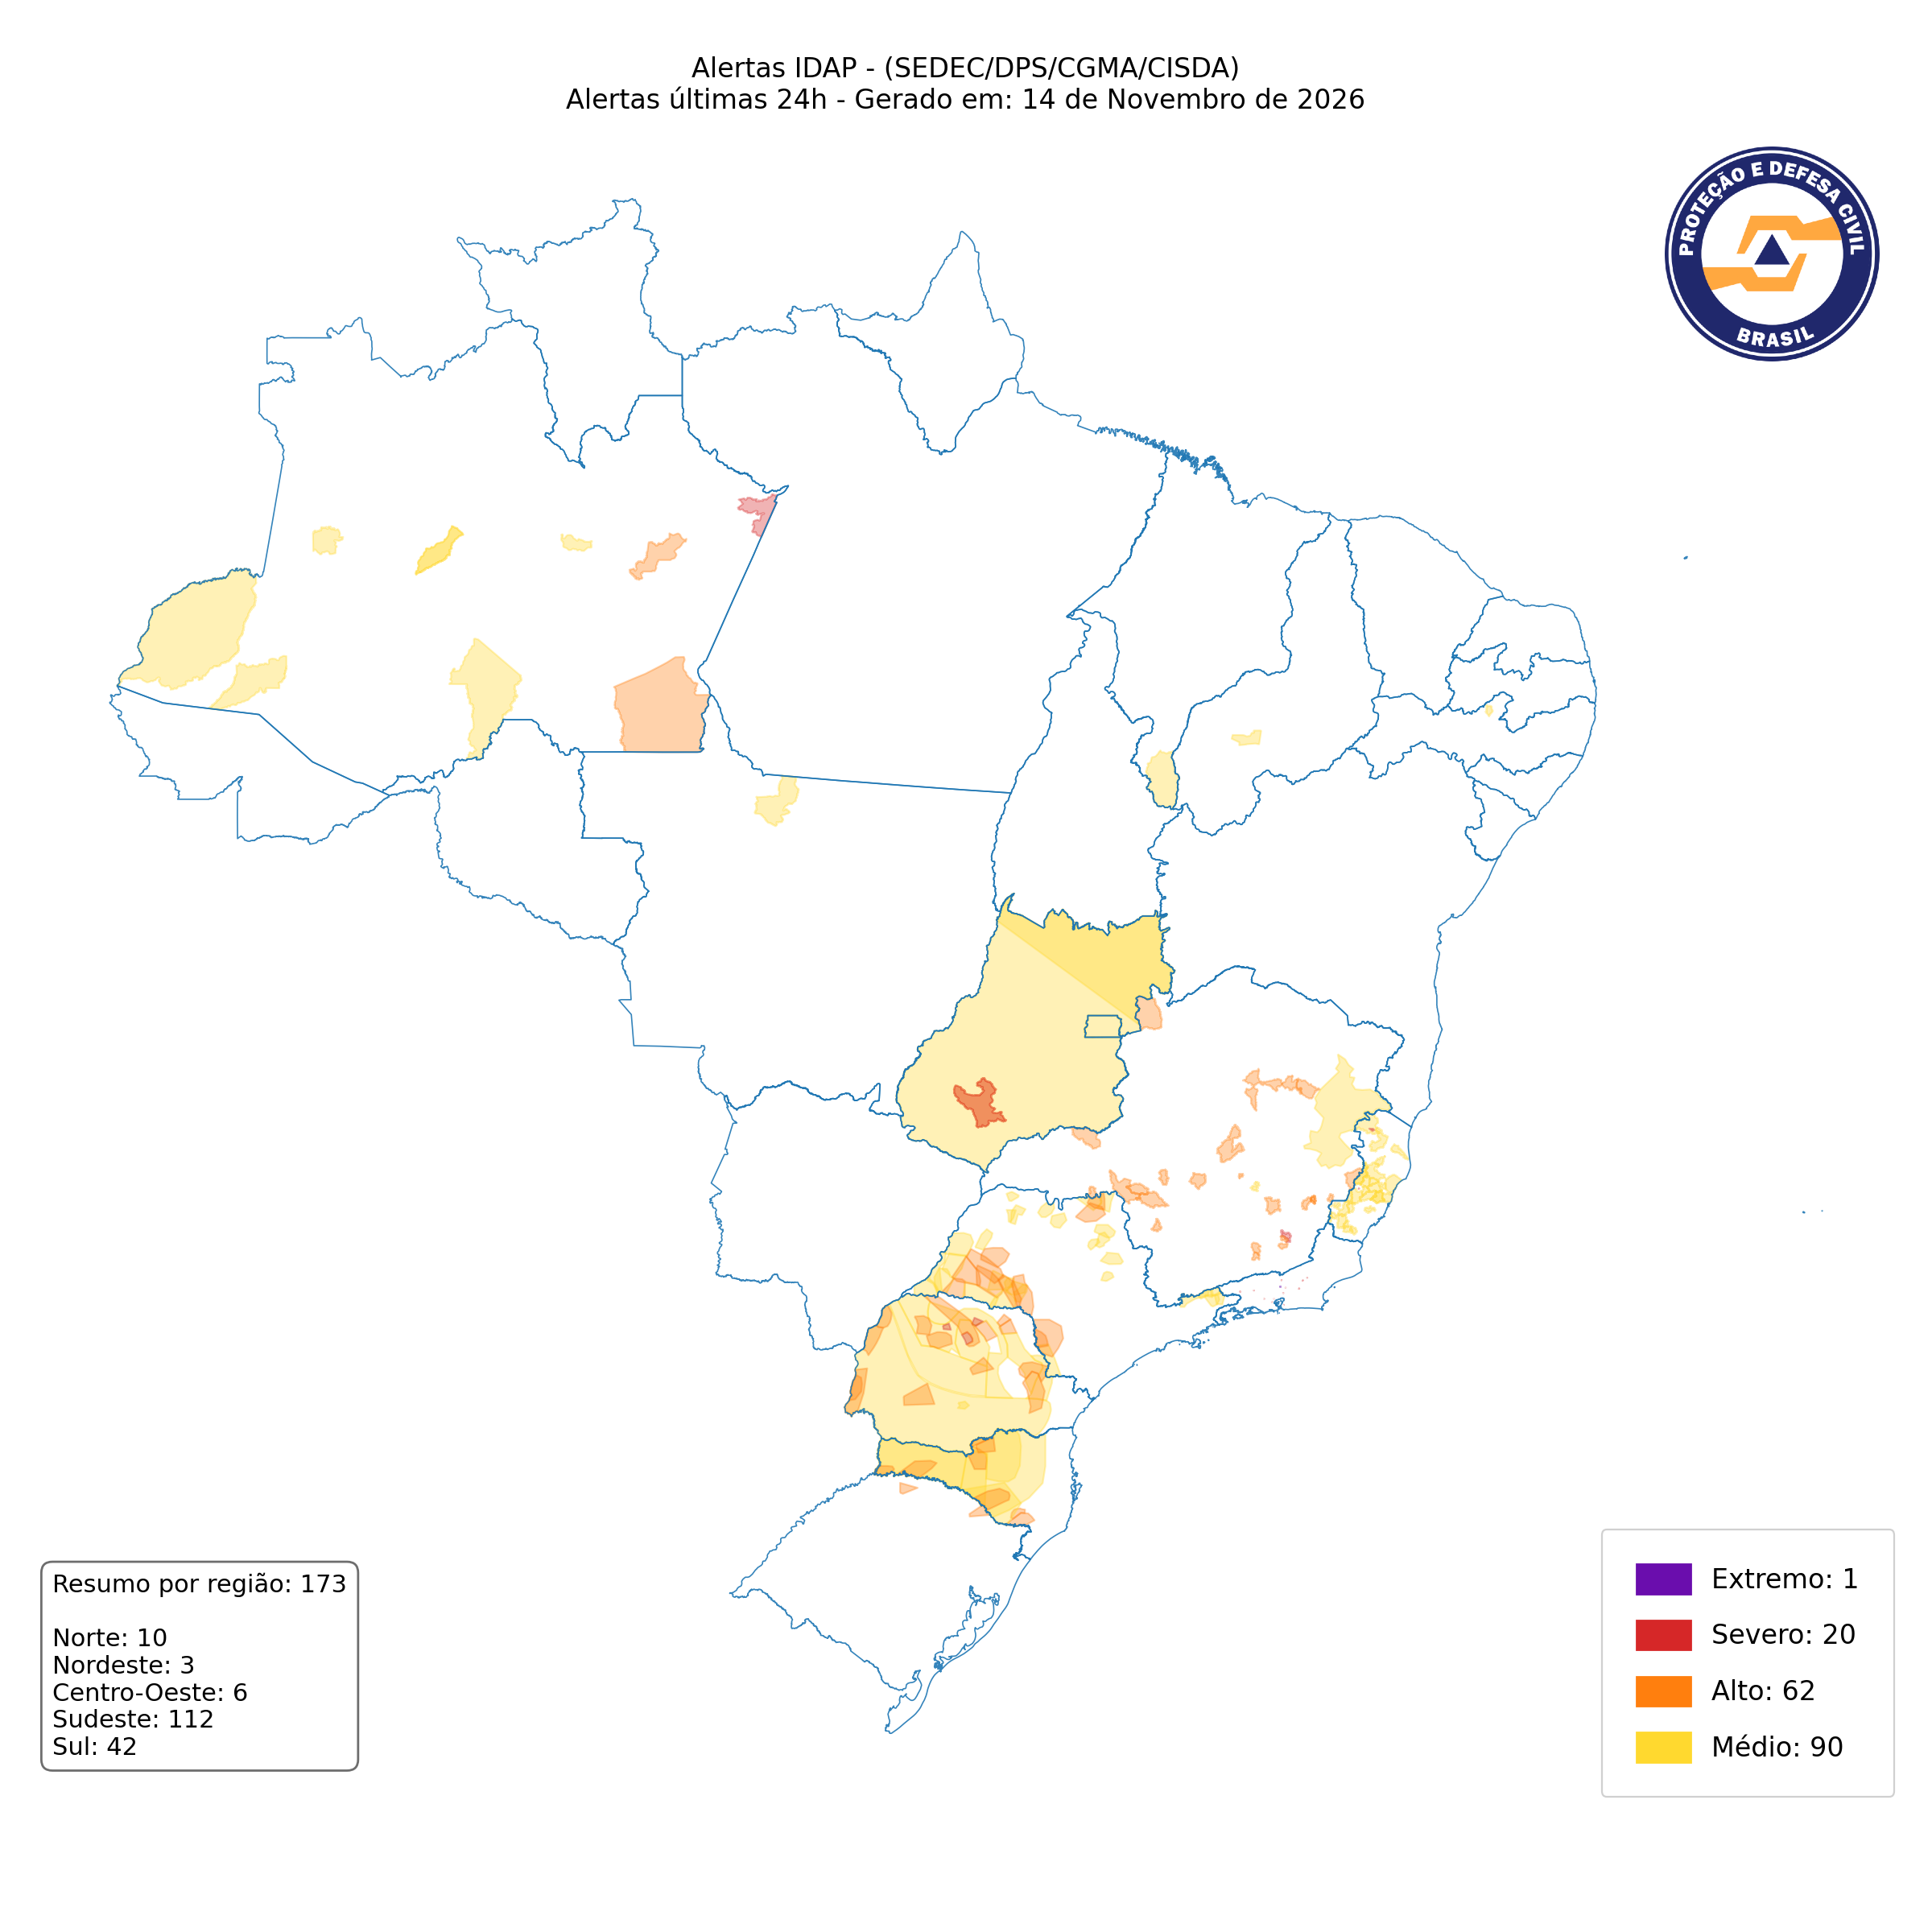 Alertas IDAP - (SEDEC/DPS/CGMA/CISDA)
Alertas últimas 24h - Gerado em: 14 de Novembro de 2026
PROTEÇÃO E DEFESA CIVIL
BRASIL
Resumo por região: 173
Norte: 10
Nordeste: 3
Centro-Oeste: 6
Sudeste: 112
Sul: 42
Extremo: 1
Severo: 20
Alto: 62
Médio: 90